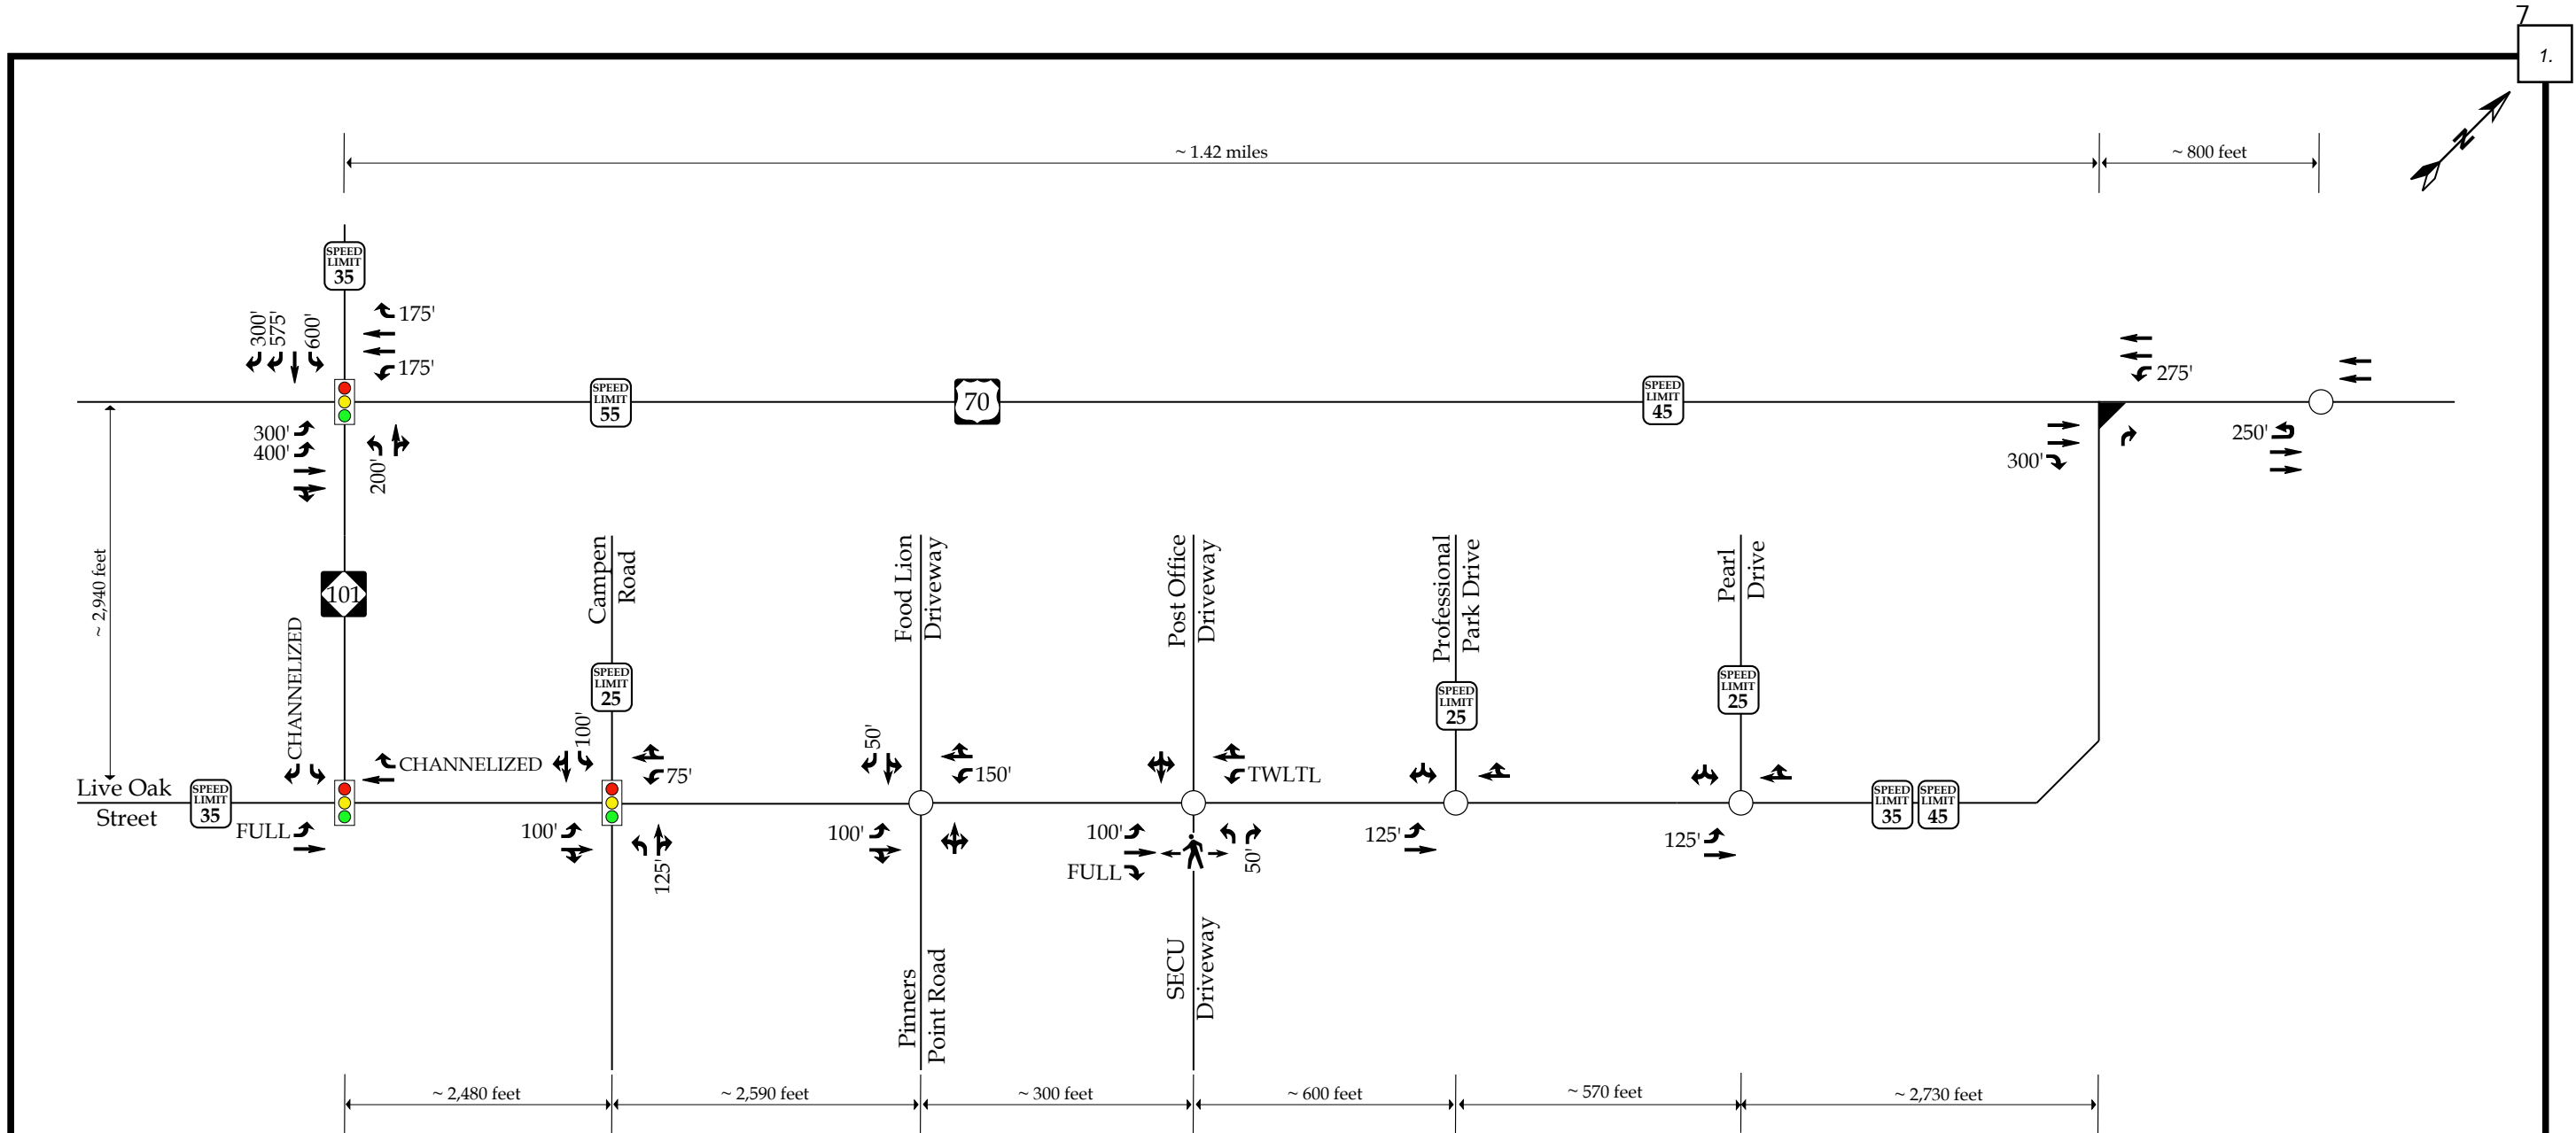 7
1.
N
~ 1.42 miles
~ 800 feet
SPEED
LIMIT
35
300'
575'
600'
175'
175'
SPEED
LIMIT
55
70
SPEED
LIMIT
45
275'
300'
400'
200'
300'
250'
~ 2,940 feet
101
CHANNELIZED
Campen
Road
Food Lion
Driveway
Post Office
Driveway
Professional
Park Drive
Pearl
Drive
SPEED
LIMIT
25
SPEED
LIMIT
25
SPEED
LIMIT
25
CHANNELIZED
100'
75'
50'
150'
TWLTL
Live Oak
Street
SPEED
LIMIT
35
SPEED
LIMIT
35
SPEED
LIMIT
45
FULL
100'
125'
100'
100'
FULL
50'
125'
125'
Pinners
Point Road
SECU
Driveway
~ 2,480 feet
~ 2,590 feet
~ 300 feet
~ 600 feet
~ 570 feet
~ 2,730 feet